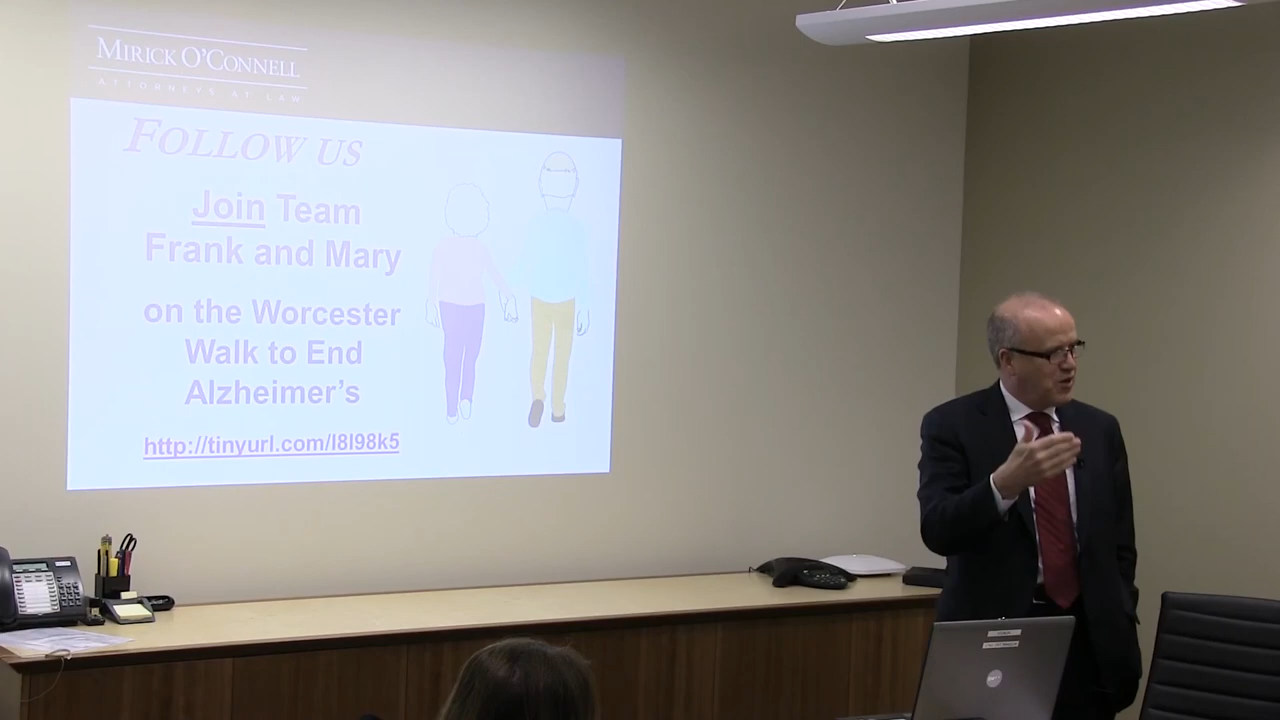 MIRICK O'CONNELL
ATTORNEYS AT LAW
FOLLOW US
Join Team
Frank and Mary
on the Worcester
Walk to End
Alzheimer's
http://tinyurl.com/l8l98k5
DELL